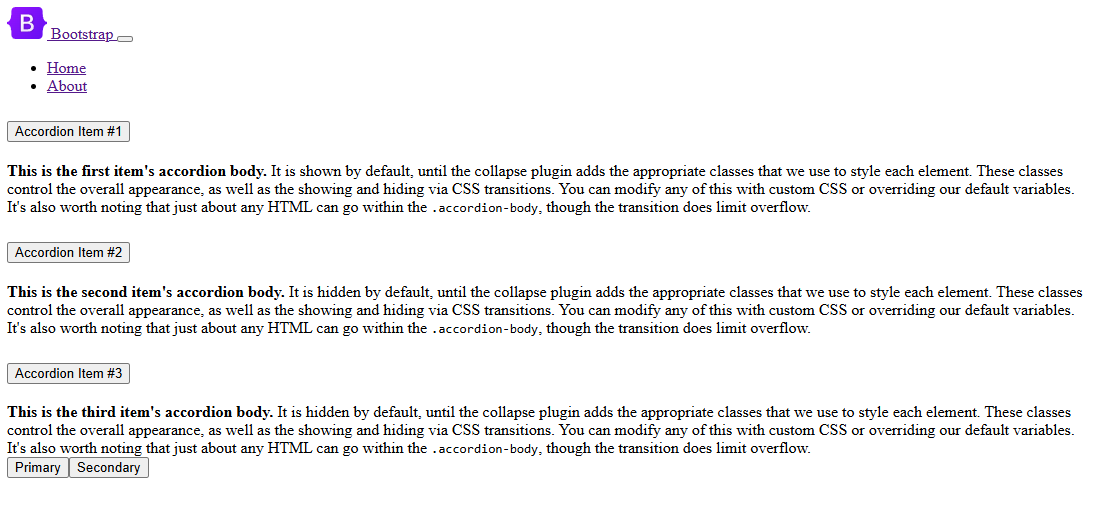 B Bootstrap
Home
About
Accordion Item #1
This is the first item's accordion body. It is shown by default, until the collapse plugin adds the appropriate classes that we use to style each element. These classes
control the overall appearance, as well as the showing and hiding via CSS transitions. You can modify any of this with custom CSS or overriding our default variables.
It's also worth noting that just about any HTML can go within the .accordion-body, though the transition does limit overflow.
Accordion Item #2
This is the second item's accordion body. It is hidden by default, until the collapse plugin adds the appropriate classes that we use to style each element. These classes
control the overall appearance, as well as the showing and hiding via CSS transitions. You can modify any of this with custom CSS or overriding our default variables.
It's also worth noting that just about any HTML can go within the .accordion-body, though the transition does limit overflow.
Accordion Item #3
This is the third item's accordion body. It is hidden by default, until the collapse plugin adds the appropriate classes that we use to style each element. These classes
control the overall appearance, as well as the showing and hiding via CSS transitions. You can modify any of this with custom CSS or overriding our default variables.
It's also worth noting that just about any HTML can go within the .accordion-body, though the transition does limit overflow.
Primary Secondary